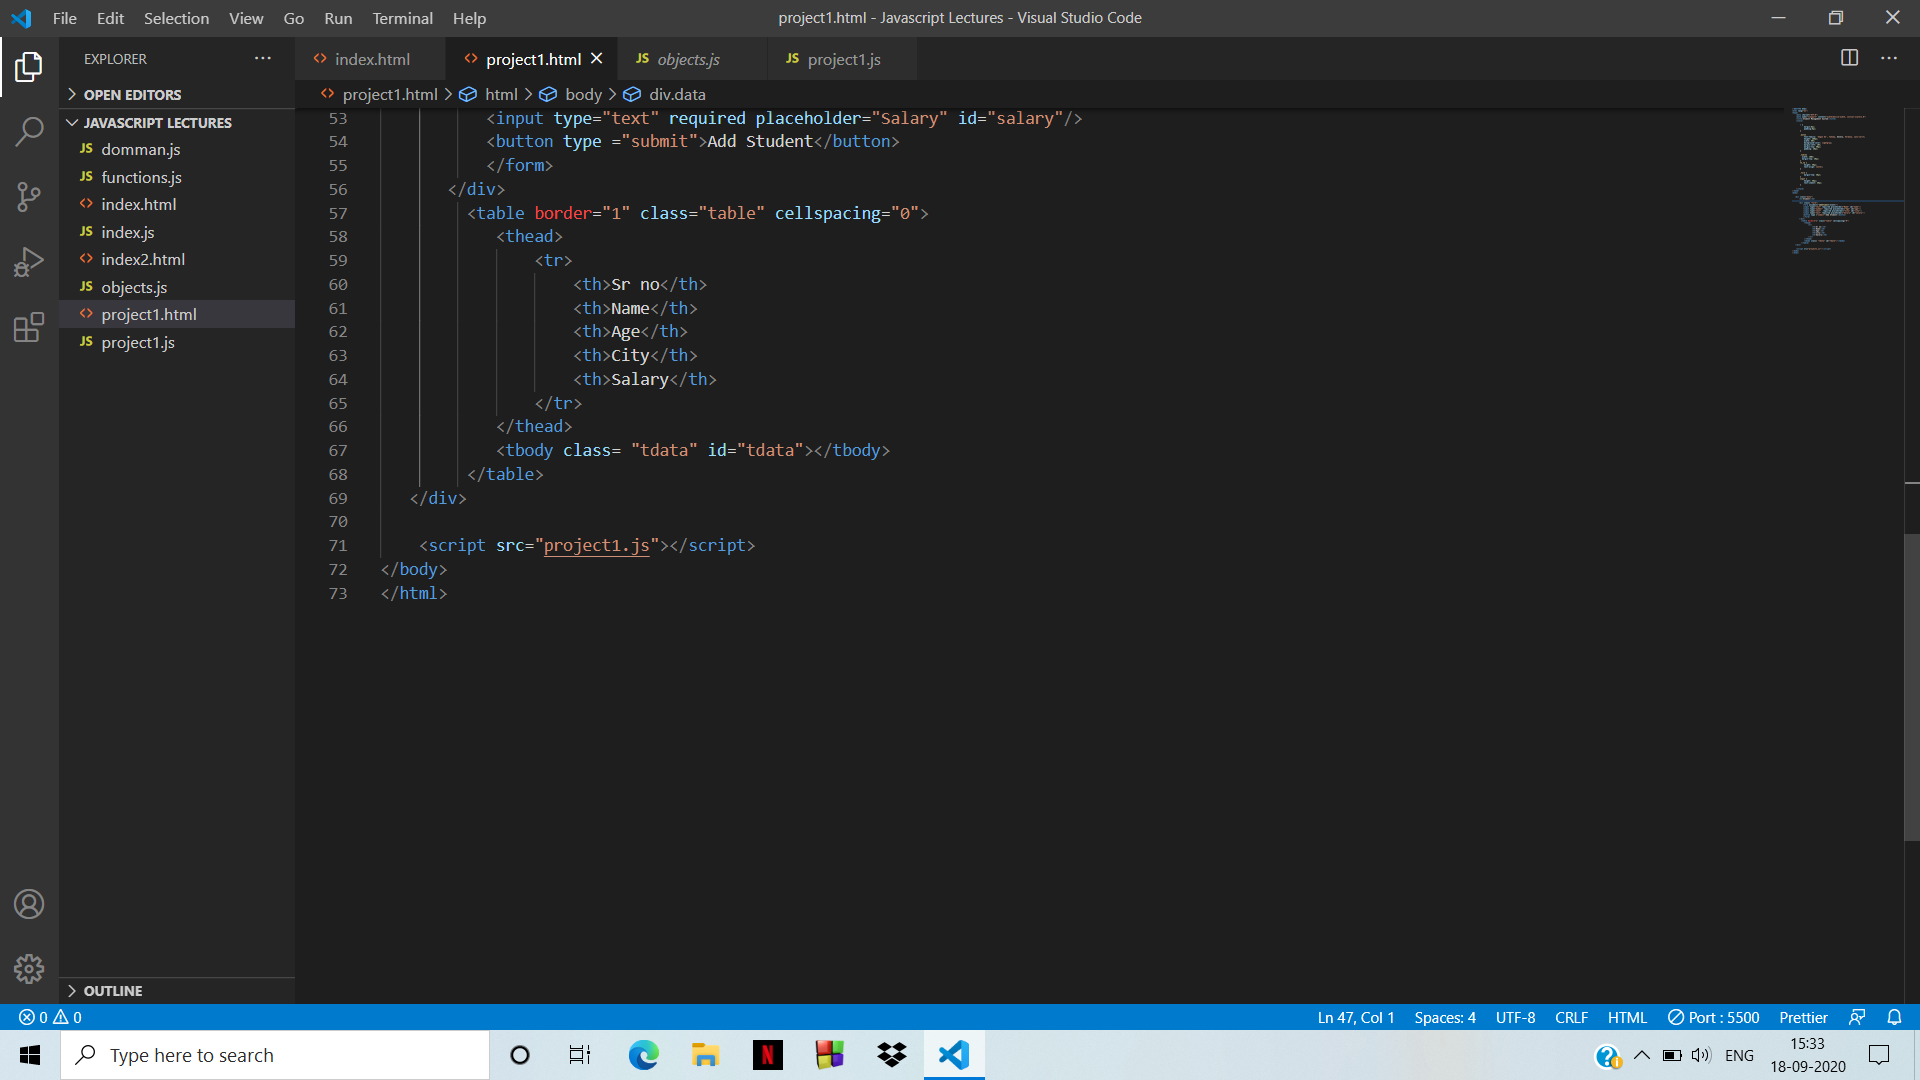 File Edit Selection View Go Run Terminal Help
project1.html - Javascript Lectures - Visual Studio Code
EXPLORER
index.html
project1.html
JS objects.js
JS project1.js
OPEN EDITORS
project1.html > html > body > div.data
JAVASCRIPT LECTURES
JS domman.js
JS functions.js
index.html
JS index.js
index2.html
JS objects.js
project1.html
JS project1.js
53 <input type="text" required placeholder="Salary" id="salary"/>
54 <button type ="submit">Add Student</button>
55 </form>
56 </div>
57 <table border="1" class="table" cellspacing="0">
58 <thead>
59 <tr>
60 <th>Sr no</th>
61 <th>Name</th>
62 <th>Age</th>
63 <th>City</th>
64 <th>Salary</th>
65 </tr>
66 </thead>
67 <tbody class= "tdata" id="tdata"></tbody>
68 </table>
69 </div>
70
71 <script src="project1.js"></script>
72 </body>
73 </html>
OUTLINE
0 0 Ln 47, Col 1 Spaces: 4 UTF-8 CRLF HTML Port : 5500 Prettier
Type here to search
N
ENG
15:33
18-09-2020